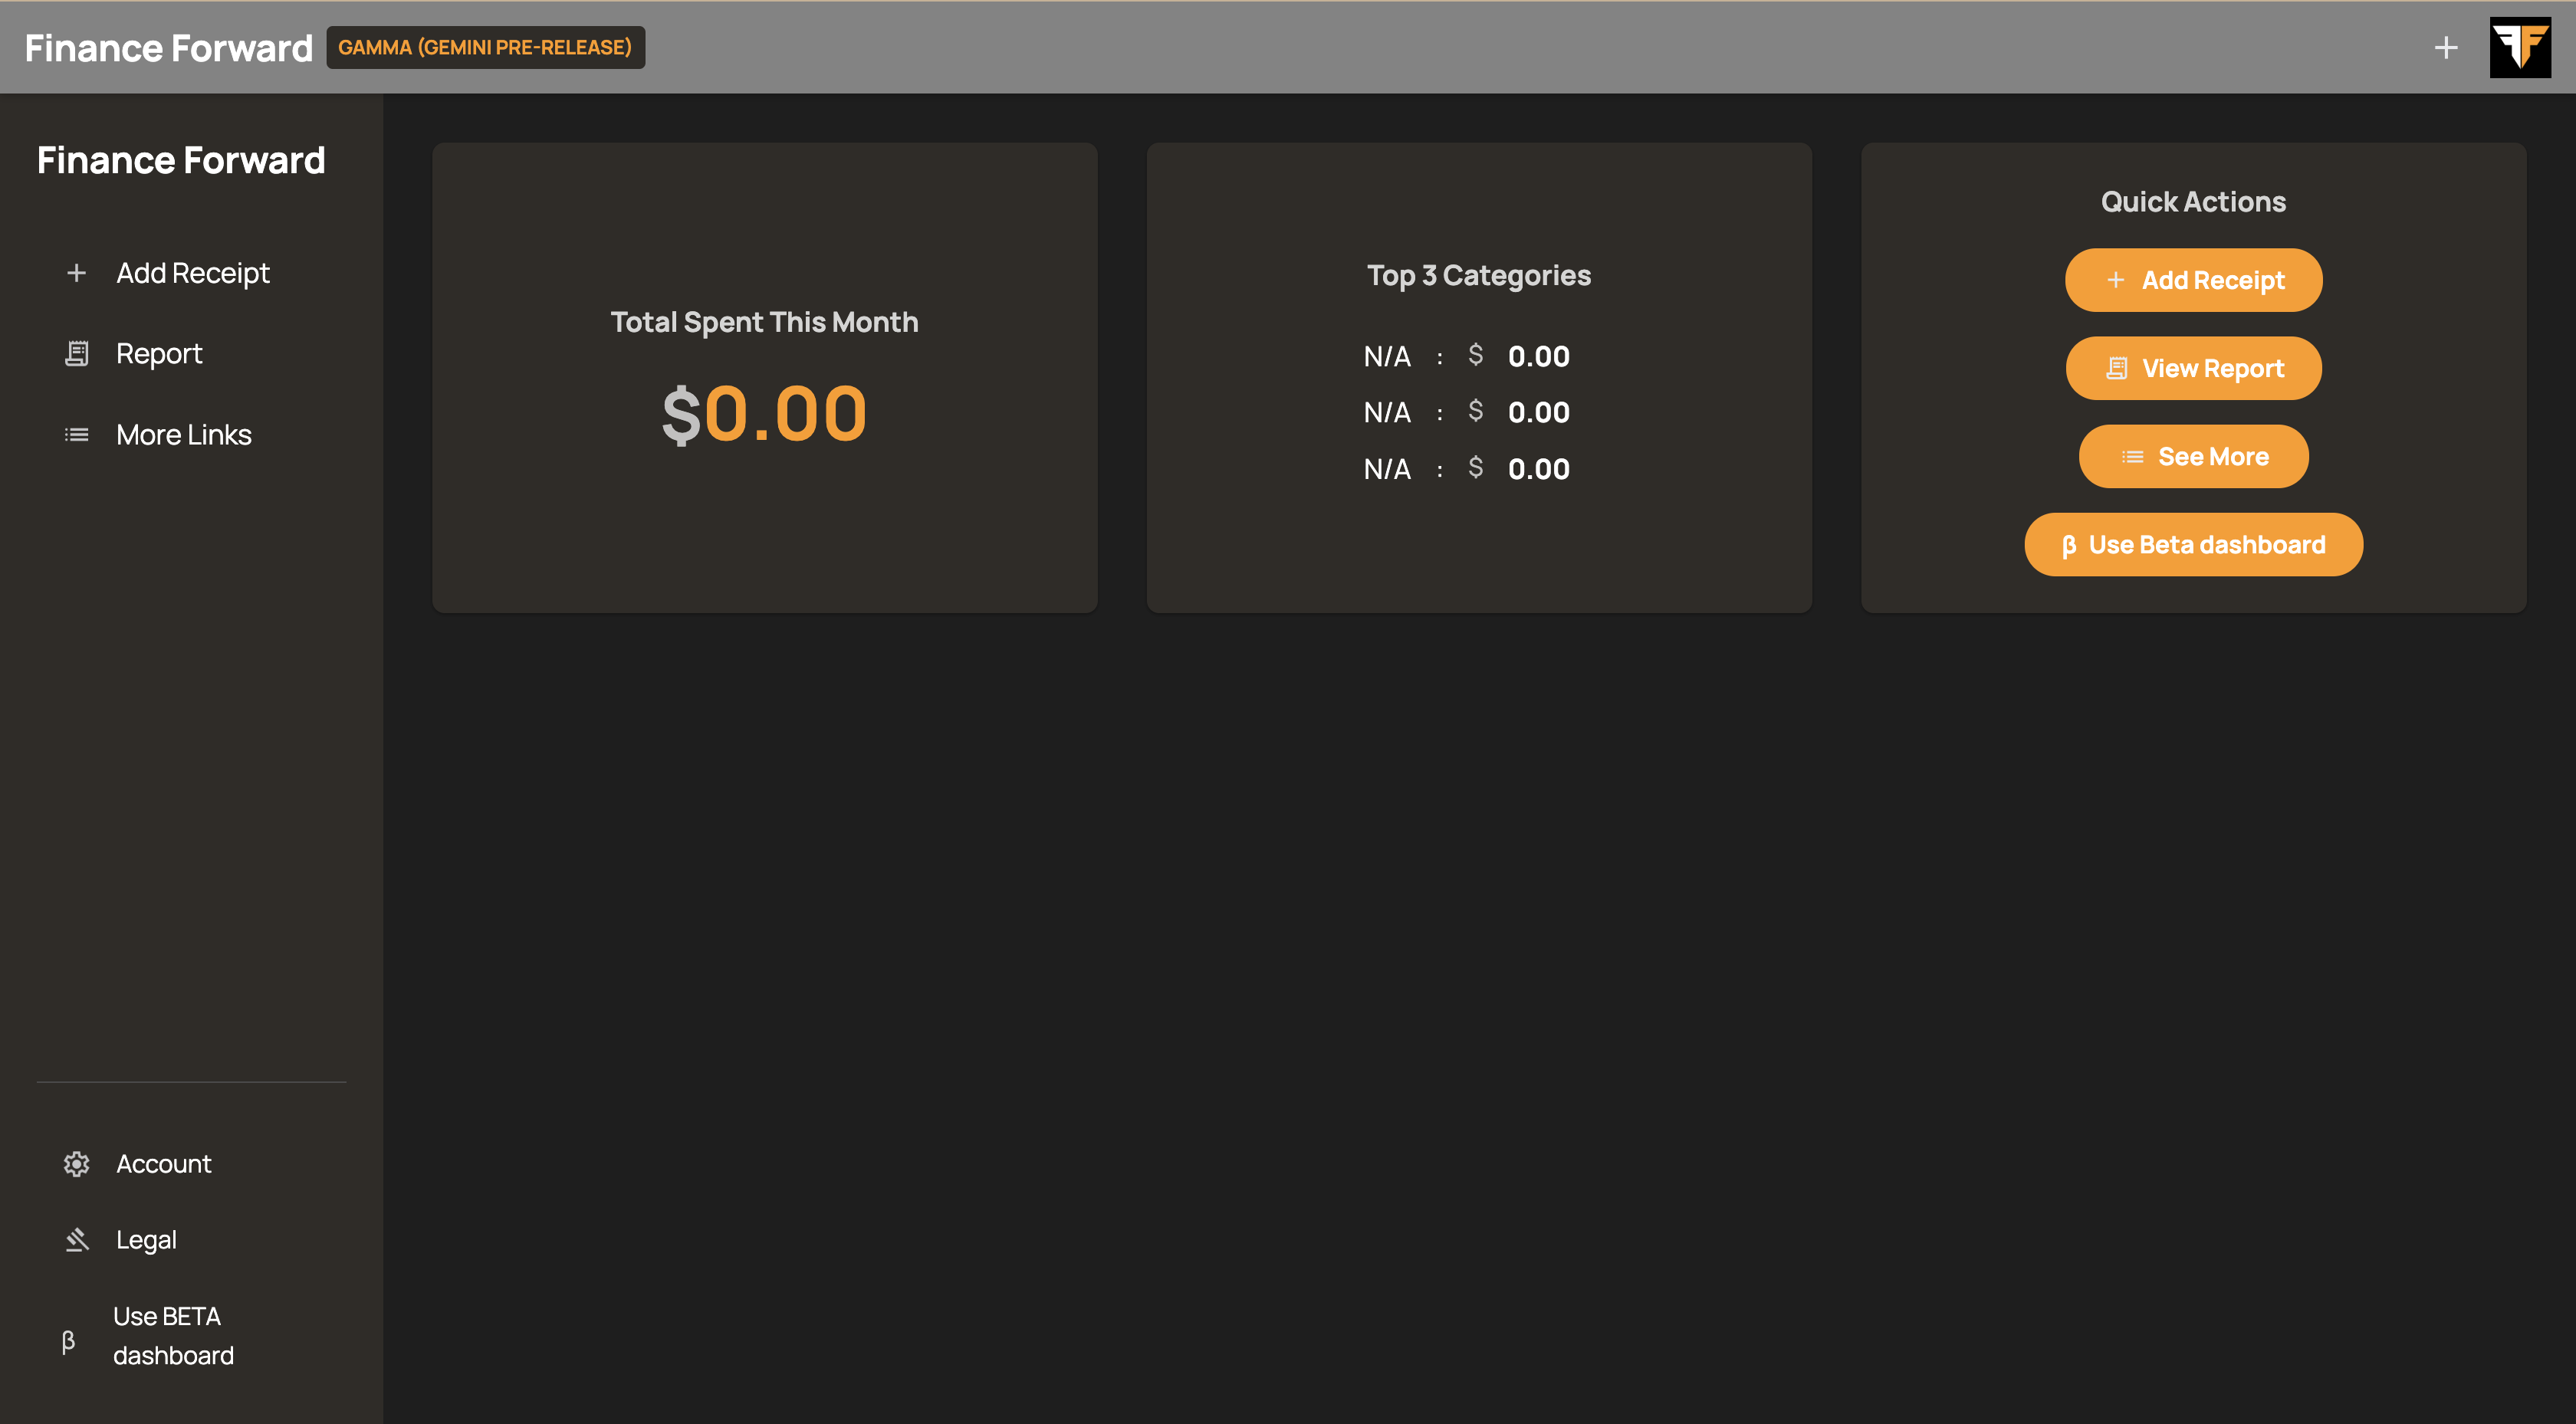 Finance Forward GAMMA (GEMINI PRE-RELEASE)
Finance Forward
Add Receipt
Report
More Links
Account
Legal
β Use BETA
dashboard
Total Spent This Month
$0.00
Top 3 Categories
N/A : $ 0.00
N/A : $ 0.00
N/A : $ 0.00
Quick Actions
+ Add Receipt
View Report
See More
β Use Beta dashboard